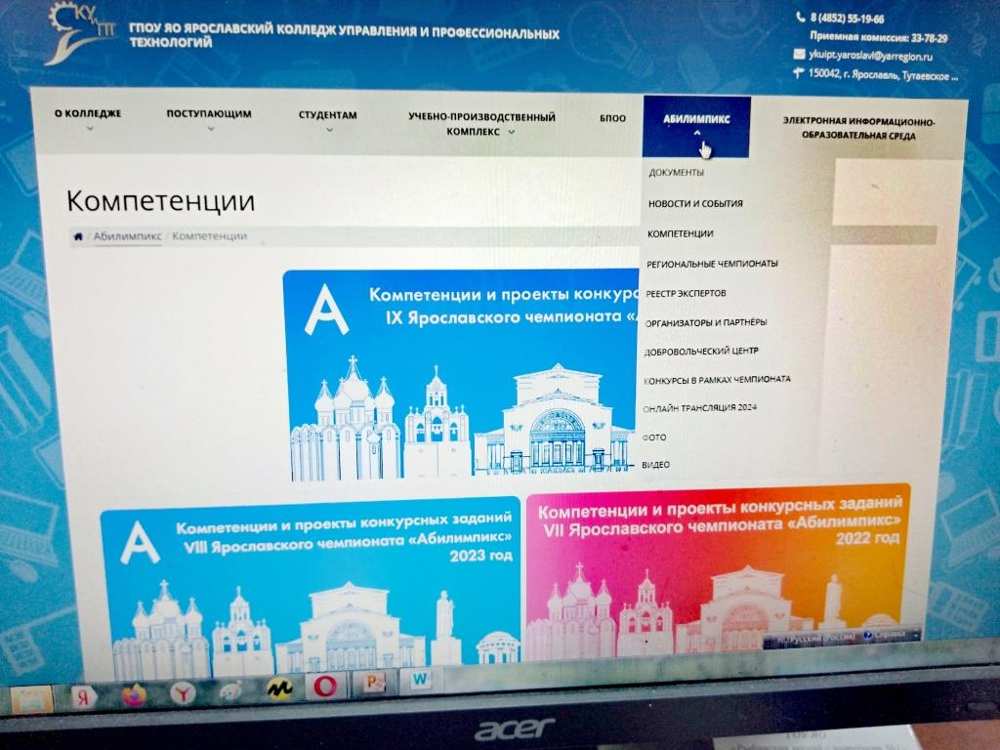 КУ и ПТ
ГПОУ ЯО ЯРОСЛАВСКИЙ КОЛЛЕДЖ УПРАВЛЕНИЯ И ПРОФЕССИОНАЛЬНЫХ
ТЕХНОЛОГИЙ
8 (4852) 55-19-66
Приемная комиссия: 33-78-29
ykuipt.yaroslavl@yarregion.ru
150042, г. Ярославль, Тутаевское ...
О КОЛЛЕДЖЕ
ПОСТУПАЮЩИМ
СТУДЕНТАМ
УЧЕБНО-ПРОИЗВОДСТВЕННЫЙ
КОМПЛЕКС
БПОО
АБИЛИМПИКС
ЭЛЕКТРОННАЯ ИНФОРМАЦИОННО-
ОБРАЗОВАТЕЛЬНАЯ СРЕДА
ДОКУМЕНТЫ
НОВОСТИ И СОБЫТИЯ
КОМПЕТЕНЦИИ
РЕГИОНАЛЬНЫЕ ЧЕМПИОНАТЫ
РЕЕСТР ЭКСПЕРТОВ
ОРГАНИЗАТОРЫ И ПАРТНЁРЫ
ДОБРОВОЛЬЧЕСКИЙ ЦЕНТР
КОНКУРСЫ В РАМКАХ ЧЕМПИОНАТА
ОНЛАЙН ТРАНСЛЯЦИЯ 2024
ФОТО
ВИДЕО
Компетенции
/ Абилимпикс / Компетенции
А
Компетенции и проекты конкурс
IX Ярославского чемпионата «А
А
Компетенции и проекты конкурсных заданий
VIII Ярославского чемпионата «Абилимпикс»
2023 год
Компетенции и проекты конкурсных заданий
VII Ярославского чемпионата «Абилимпикс»
2022 год
RU Русский (Россия) Справка
Я
Y
P
W
acer
ГОУ ЯО